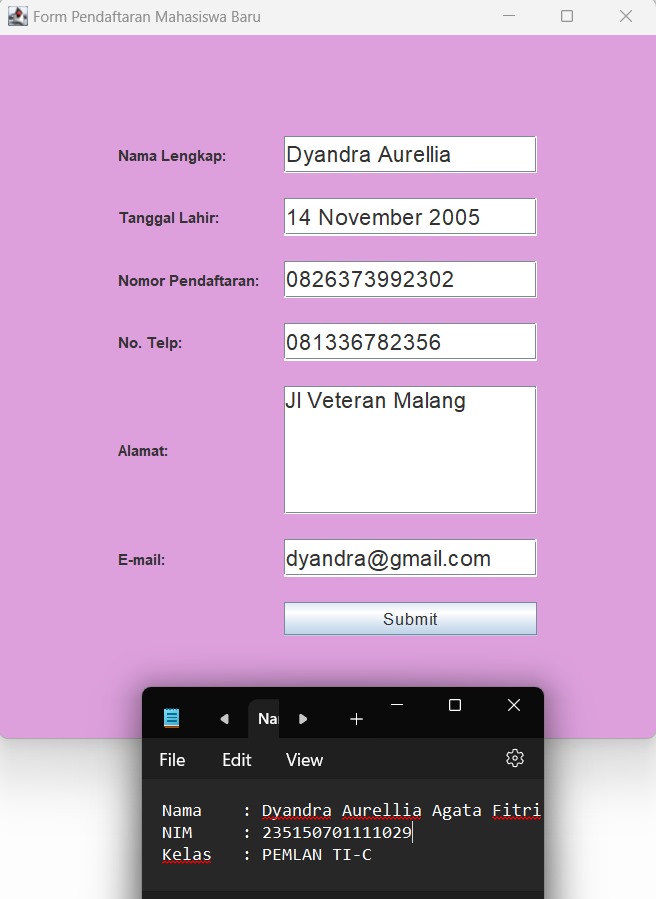 Form Pendaftaran Mahasiswa Baru
Nama Lengkap: Dyandra Aurellia
Tanggal Lahir: 14 November 2005
Nomor Pendaftaran: 0826373992302
No. Telp: 081336782356
Jl Veteran Malang
Alamat:
E-mail: dyandra@gmail.com
Submit
File Edit View
Nama : Dyandra Aurellia Agata Fitri
NIM : 235150701111029
Kelas : PEMLAN TI-C